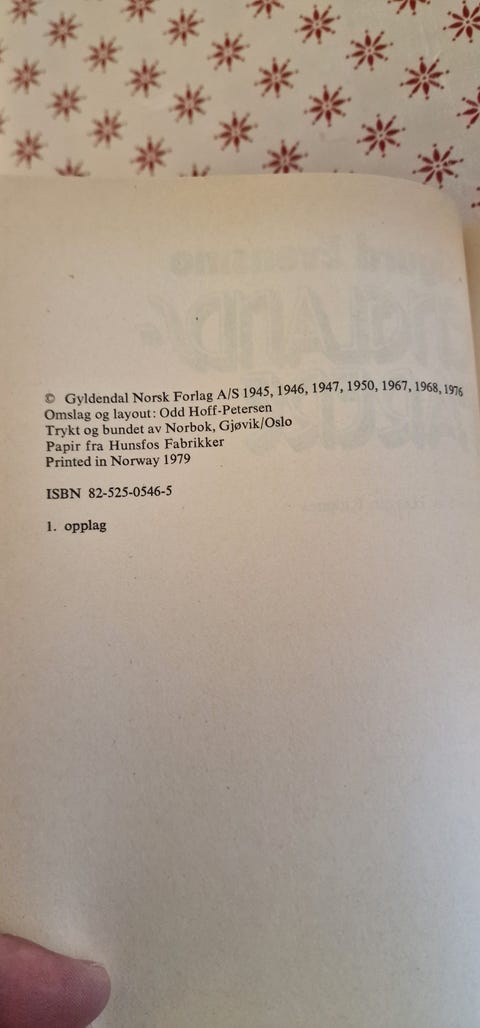 © Gyldendal Norsk Forlag A/S 1945, 1946, 1947, 1950, 1967, 1968, 1976
Omslag og layout: Odd Hoff-Petersen
Trykt og bundet av Norbok, Gjøvik/Oslo
Papir fra Hunsfos Fabrikker
Printed in Norway 1979
ISBN 82-525-0546-5
1. opplag